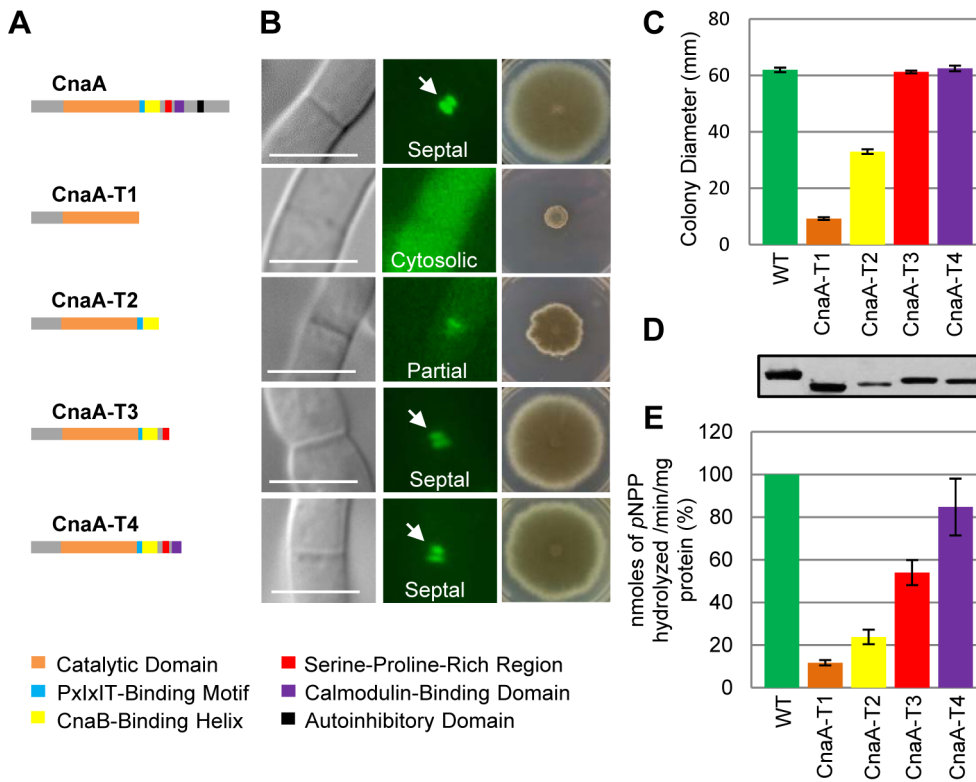 A
CnaA
CnaA-T1
CnaA-T2
CnaA-T3
CnaA-T4
B
Septal
Cytosolic
Partial
Septal
Septal
C
Colony Diameter (mm)
80
60
40
20
0
WT
CnaA-T1
CnaA-T2
CnaA-T3
CnaA-T4
D
E
nmoles of pNPP
hydrolyzed /min/mg
protein (%)
120
100
80
60
40
20
0
WT
CnaA-T1
CnaA-T2
CnaA-T3
CnaA-T4
Catalytic Domain
PxIxIT-Binding Motif
CnaB-Binding Helix
Serine-Proline-Rich Region
Calmodulin-Binding Domain
Autoinhibitory Domain